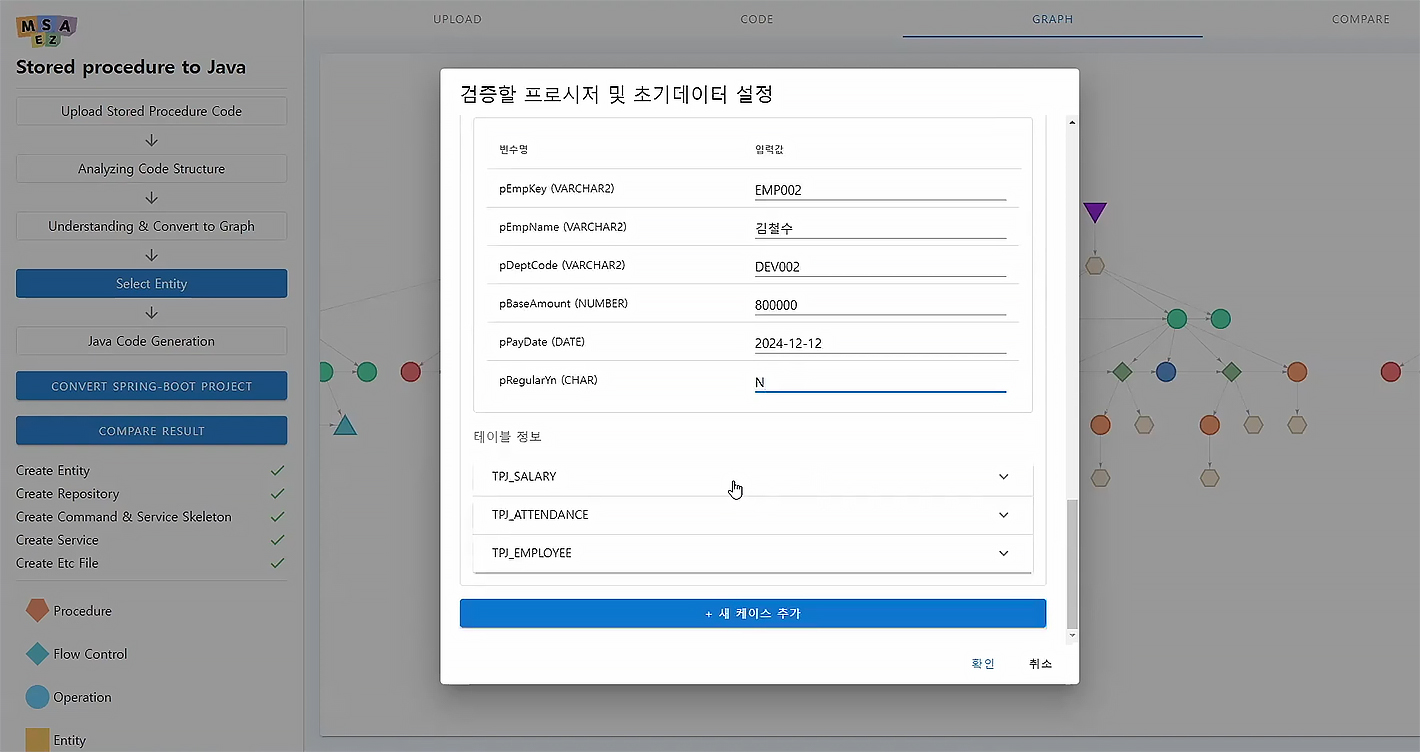 MSA
EZ
Stored procedure to Java
Upload Stored Procedure Code
Analyzing Code Structure
Understanding & Convert to Graph
Select Entity
Java Code Generation
CONVERT SPRING-BOOT PROJECT
COMPARE RESULT
Create Entity
Create Repository
Create Command & Service Skeleton
Create Service
Create Etc File
Procedure
Flow Control
Operation
Entity
UPLOAD CODE GRAPH COMPARE
검증할 프로시저 및 초기데이터 설정
변수명 입력값
pEmpKey (VARCHAR2) EMP002
pEmpName (VARCHAR2) 김철수
pDeptCode (VARCHAR2) DEV002
pBaseAmount (NUMBER) 800000
pPayDate (DATE) 2024-12-12
pRegularYn (CHAR) N
테이블 정보
TPJ_SALARY
TPJ_ATTENDANCE
TPJ_EMPLOYEE
+ 새 케이스 추가
확인 취소